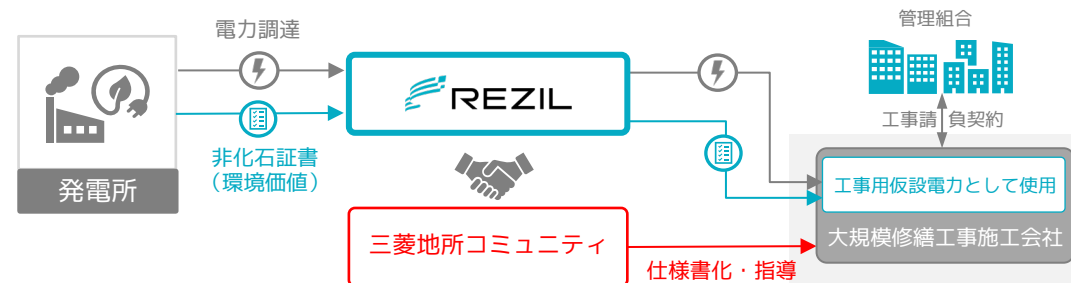 電力調達
管理組合
REZIL
工事請負契約
非化石証書
（環境価値）
発電所
工事用仮設電力として使用
三菱地所コミュニティ
大規模修繕工事施工会社
仕様書化・指導